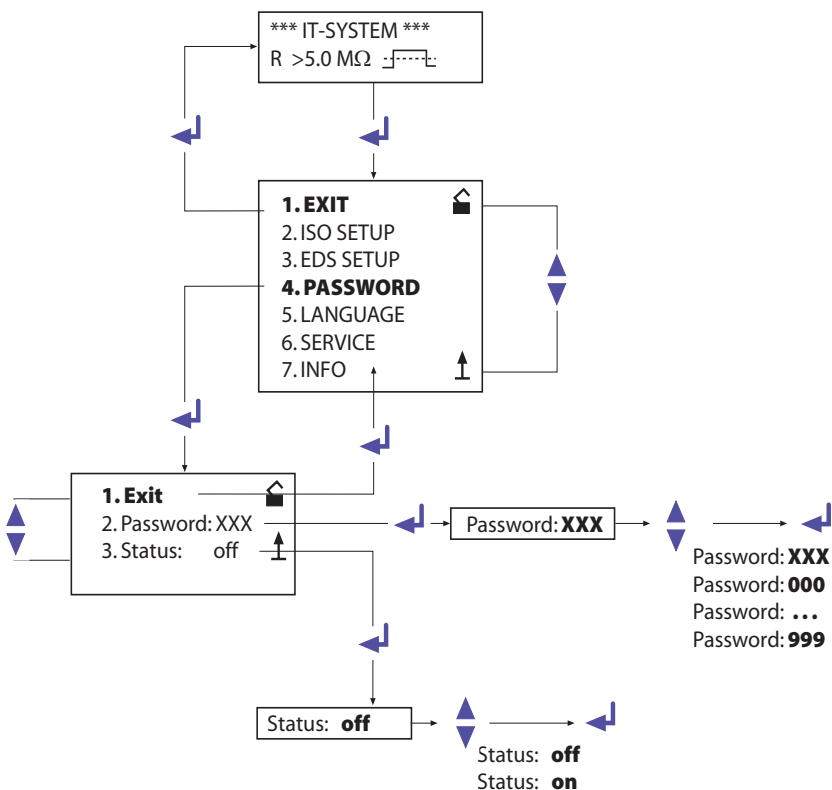 *** IT-SYSTEM ***
R >5.0 MΩ
1. EXIT
2. ISO SETUP
3. EDS SETUP
4. PASSWORD
5. LANGUAGE
6. SERVICE
7. INFO
1. Exit
2. Password: XXX
3. Status: off
Password: XXX
Password: XXX
Password: 000
Password: ...
Password: 999
Status: off
Status: off
Status: on